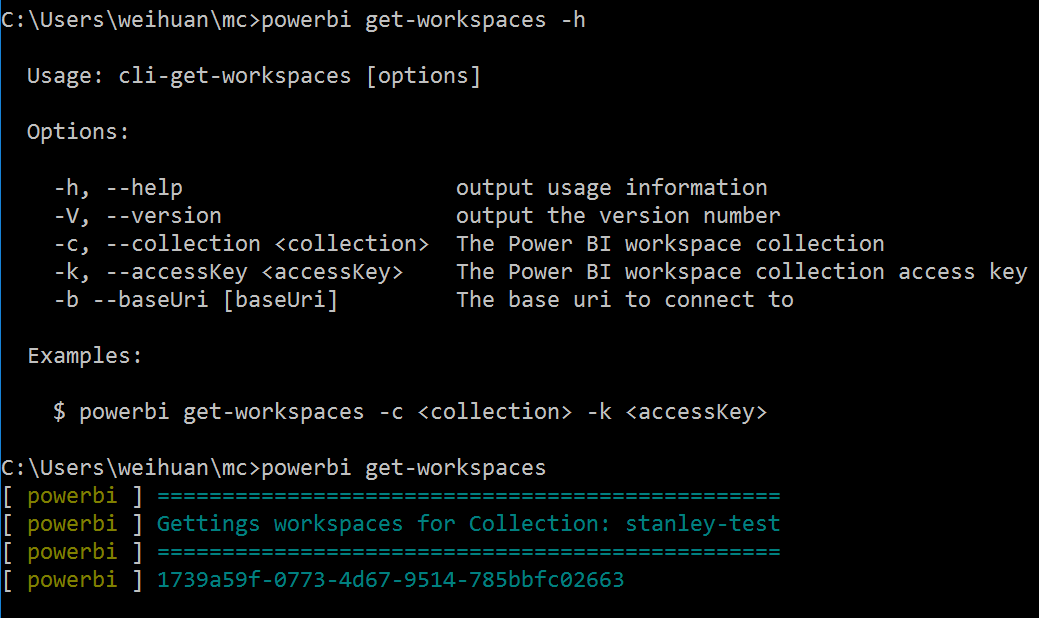 C:\Users\weihuan\mc>powerbi get-workspaces -h
Usage: cli-get-workspaces [options]
Options:
-h, --help output usage information
-V, --version output the version number
-c, --collection <collection> The Power BI workspace collection
-k, --accessKey <accessKey> The Power BI workspace collection access key
-b --baseUri [baseUri] The base uri to connect to
Examples:
$ powerbi get-workspaces -c <collection> -k <accessKey>
C:\Users\weihuan\mc>powerbi get-workspaces
[ powerbi ] ================================================
[ powerbi ] Gettings workspaces for Collection: stanley-test
[ powerbi ] ================================================
[ powerbi ] 1739a59f-0773-4d67-9514-785bbfc02663